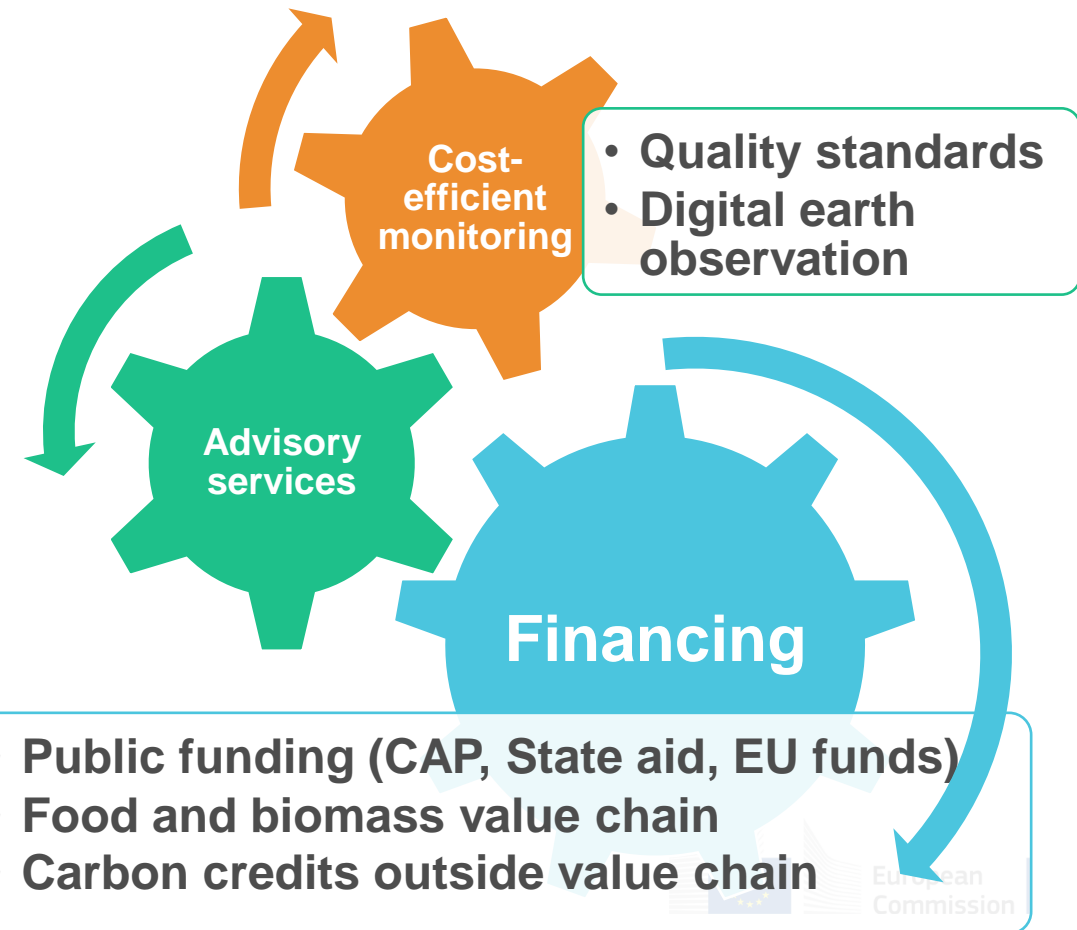 Cost-
efficient
monitoring
• Quality standards
• Digital earth
observation
Advisory
services
Financing
Public funding (CAP, State aid, EU funds)
Food and biomass value chain
Carbon credits outside value chain
European
Commission